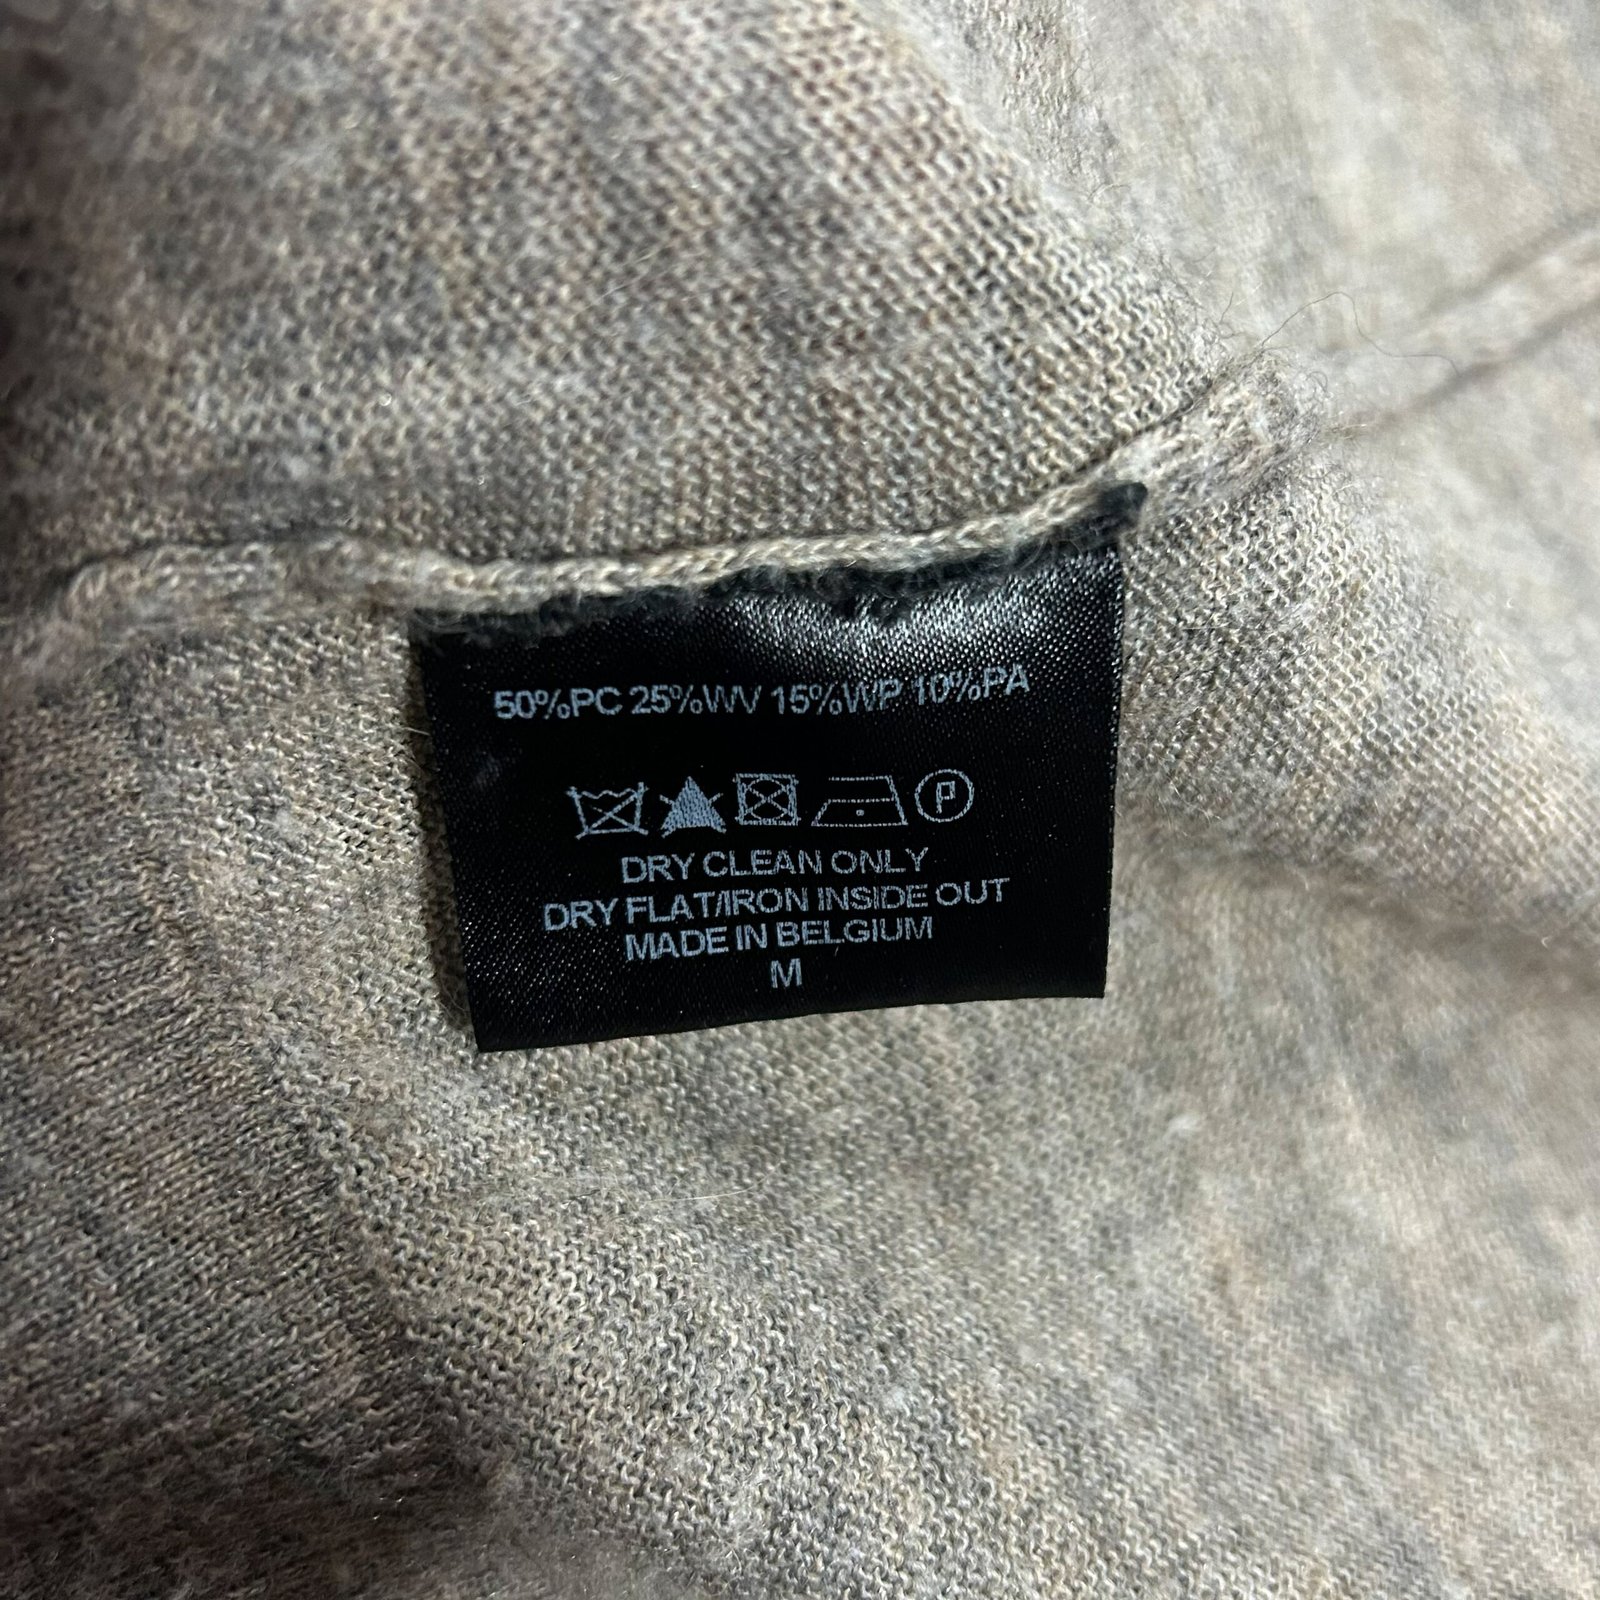 50%PC 25%WV 15%WP 10%PA
P
DRY CLEAN ONLY
DRY FLAT/IRON INSIDE OUT
MADE IN BELGIUM
M